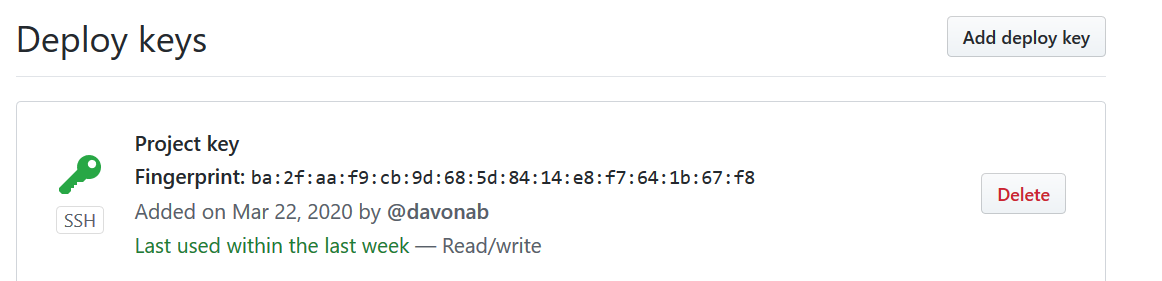 Deploy keys
Add deploy key
Project key
Fingerprint: ba:2f:aa:f9:cb:9d:68:5d:84:14:e8:f7:64:1b:67:f8
SSH
Added on Mar 22, 2020 by @davonab
Last used within the last week — Read/write
Delete